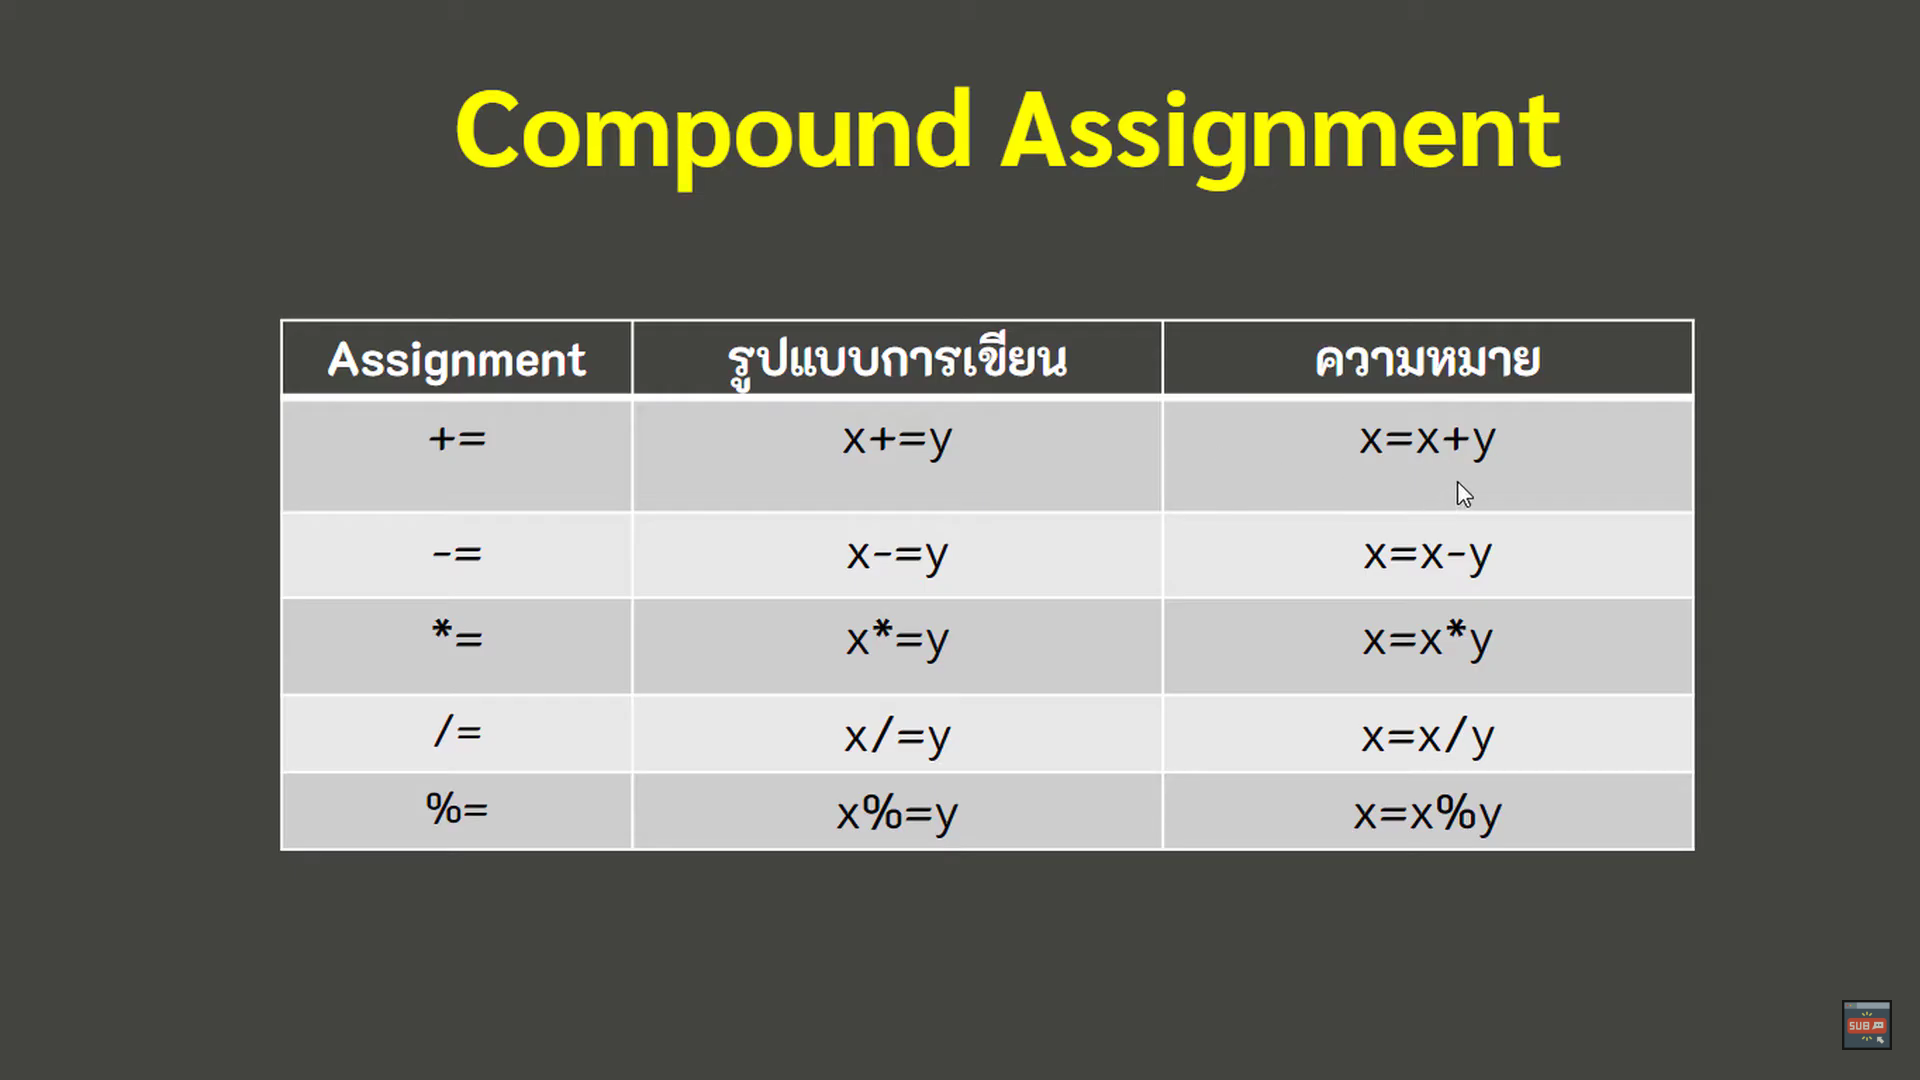 Compound Assignment
Assignment รูปแบบการเขียน ความหมาย
+= x+=y x=x+y
-= x-=y x=x-y
*= x*=y x=x*y
/= x/=y x=x/y
%= x%=y x=x%y
SUB